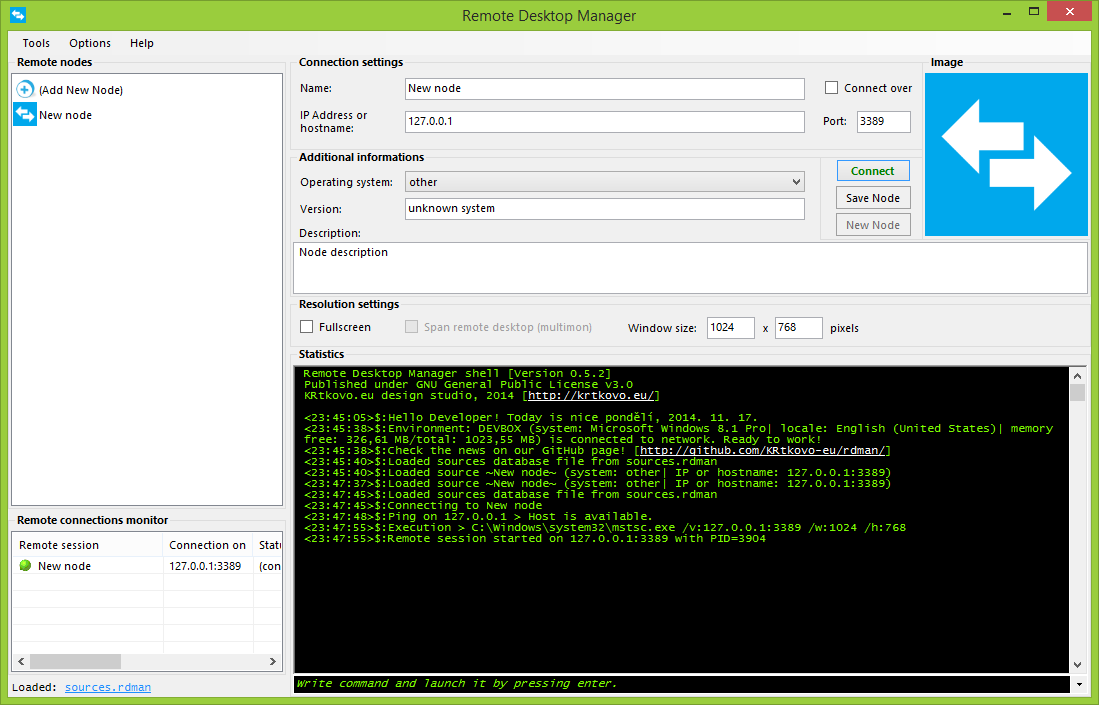 Remote Desktop Manager
Tools Options Help
Remote nodes
(Add New Node)
New node
Connection settings
Name: New node
Connect over
IP Address or
hostname: 127.0.0.1
Port: 3389
Additional informations
Operating system: other
Version: unknown system
Description:
Node description
Connect
Save Node
New Node
Image
Resolution settings
Fullscreen Span remote desktop (multimon) Window size: 1024 x 768 pixels
Statistics
Remote Desktop Manager shell [Version 0.5.2]
Published under GNU General Public License v3.0
KRtkovo.eu design studio, 2014 [http://krtkovo.eu/]
<23:45:05>$:Hello Developer! Today is nice pondělí, 2014. 11. 17.
<23:45:38>$:Environment: DEVBOX (system: Microsoft Windows 8.1 Pro| locale: English (United States)| memory
free: 326,61 MB/total: 1023,55 MB) is connected to network. Ready to work!
<23:45:38>$:Check the news on our GitHub page! [http://github.com/KRtkovo-eu/rdman/]
<23:45:40>$:Loaded sources database file from sources.rdman
<23:45:40>$:Loaded source ~New node~ (system: other| IP or hostname: 127.0.0.1:3389)
<23:47:37>$:Loaded source ~New node~ (system: other| IP or hostname: 127.0.0.1:3389)
<23:47:45>$:Loaded sources database file from sources.rdman
<23:47:45>$:Connecting to New node
<23:47:48>$:Ping on 127.0.0.1 > Host is available.
<23:47:55>$:Execution > C:\Windows\system32\mstsc.exe /v:127.0.0.1:3389 /w:1024 /h:768
<23:47:55>$:Remote session started on 127.0.0.1:3389 with PID=3904
Write command and launch it by pressing enter.
Remote connections monitor
Remote session Connection on Statu
New node 127.0.0.1:3389 (con
Loaded: sources.rdman